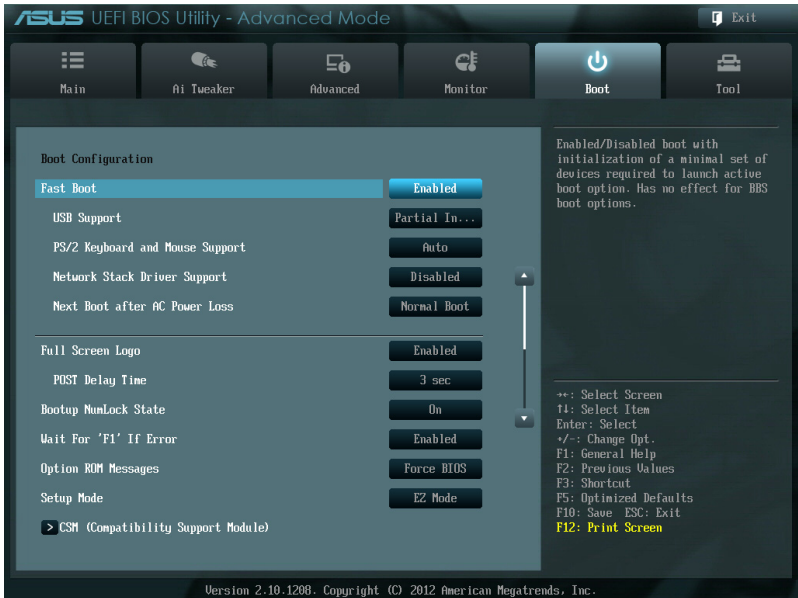 ASUS UEFI BIOS Utility - Advanced Mode
Exit
Main
Ai Tweaker
Advanced
Monitor
Boot
Tool
Boot Configuration
Fast Boot Enabled
USB Support Partial In...
PS/2 Keyboard and Mouse Support Auto
Network Stack Driver Support Disabled
Next Boot after AC Power Loss Normal Boot
Full Screen Logo Enabled
POST Delay Time 3 sec
Bootup NumLock State On
Wait For 'F1' If Error Enabled
Option ROM Messages Force BIOS
Setup Mode EZ Mode
> CSM (Compatibility Support Module)
Enabled/Disabled boot with
initialization of a minimal set of
devices required to launch active
boot option. Has no effect for BBS
boot options.
→←: Select Screen
↑↓: Select Item
Enter: Select
+/-: Change Opt.
F1: General Help
F2: Previous Values
F3: Shortcut
F5: Optimized Defaults
F10: Save ESC: Exit
F12: Print Screen
Version 2.10.1208. Copyright (C) 2012 American Megatrends, Inc.